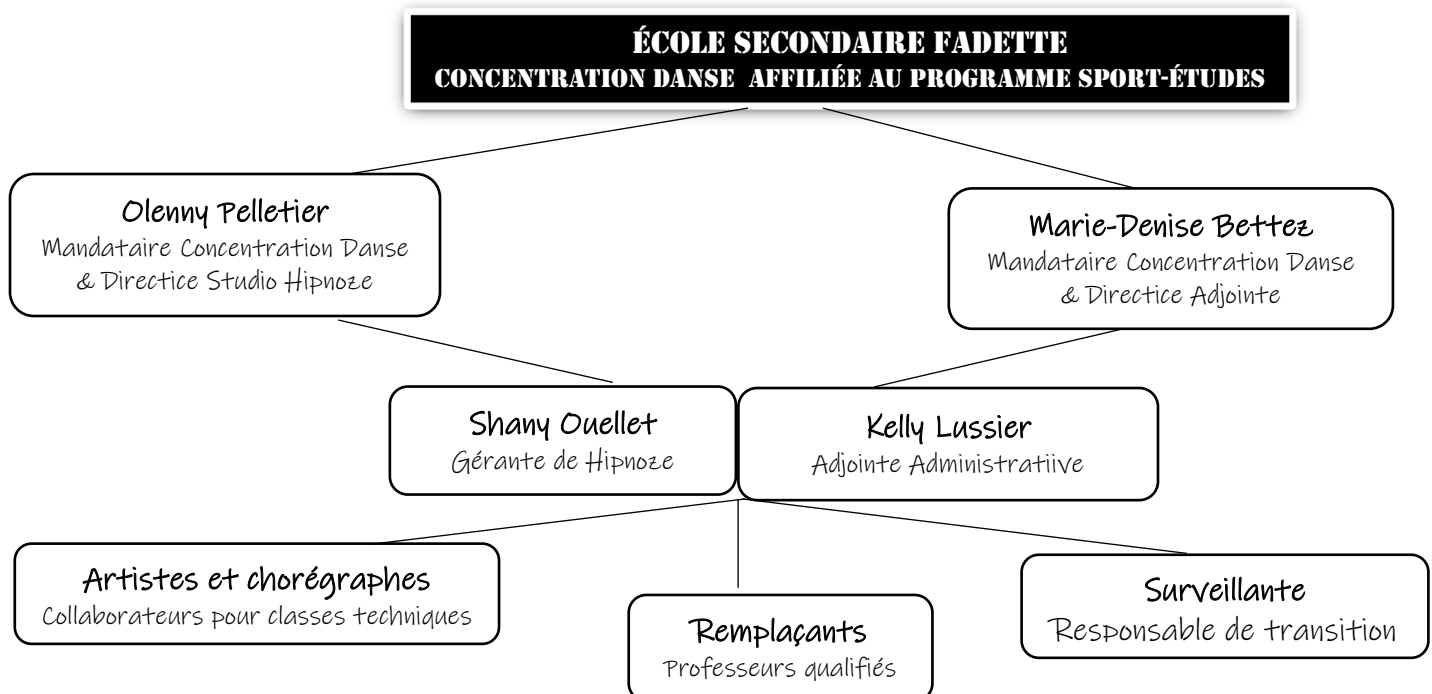 ÉCOLE SECONDAIRE FADETTE
CONCENTRATION DANSE AFFILIÉE AU PROGRAMME SPORT-ÉTUDES
Olenny Pelletier
Mandataire Concentration Danse
& Directice Studio Hipnoze
Marie-Denise Bettez
Mandataire Concentration Danse
& Directice Adjointe
Shany Ouellet
Gérante de Hipnoze
Kelly Lussier
Adjointe Administratiive
Artistes et chorégraphes
Collaborateurs pour classes techniques
Remplaçants
Professeurs qualifiés
Surveillante
Responsable de transition